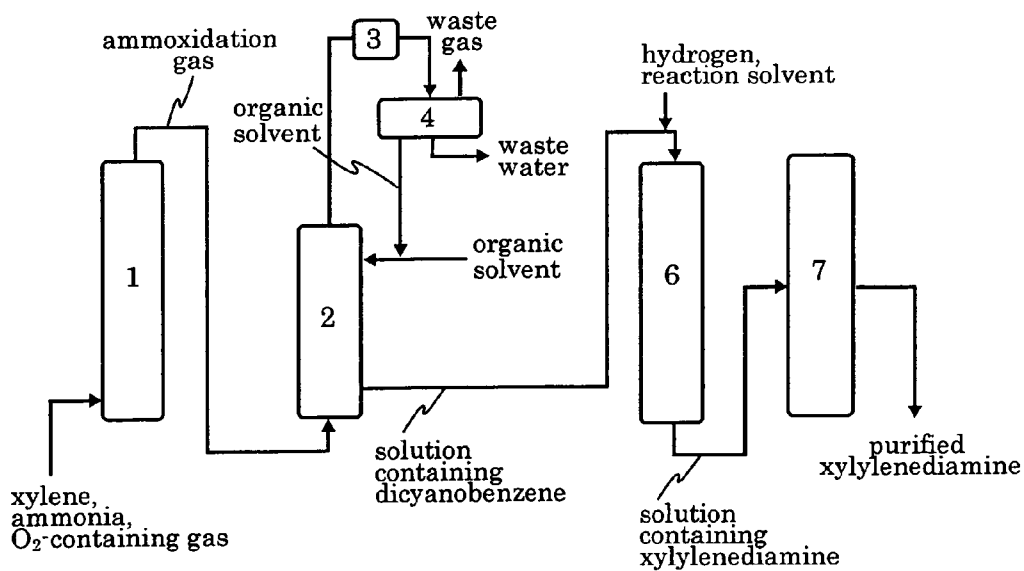 ammoxidation
gas
3
waste
gas
hydrogen,
reaction solvent
organic
solvent
4
waste
water
1
2
organic
solvent
6
7
solution
containing
dicyanobenzene
purified
xylylenediamine
xylene,
ammonia,
O₂-containing gas
solution
containing
xylylenediamine